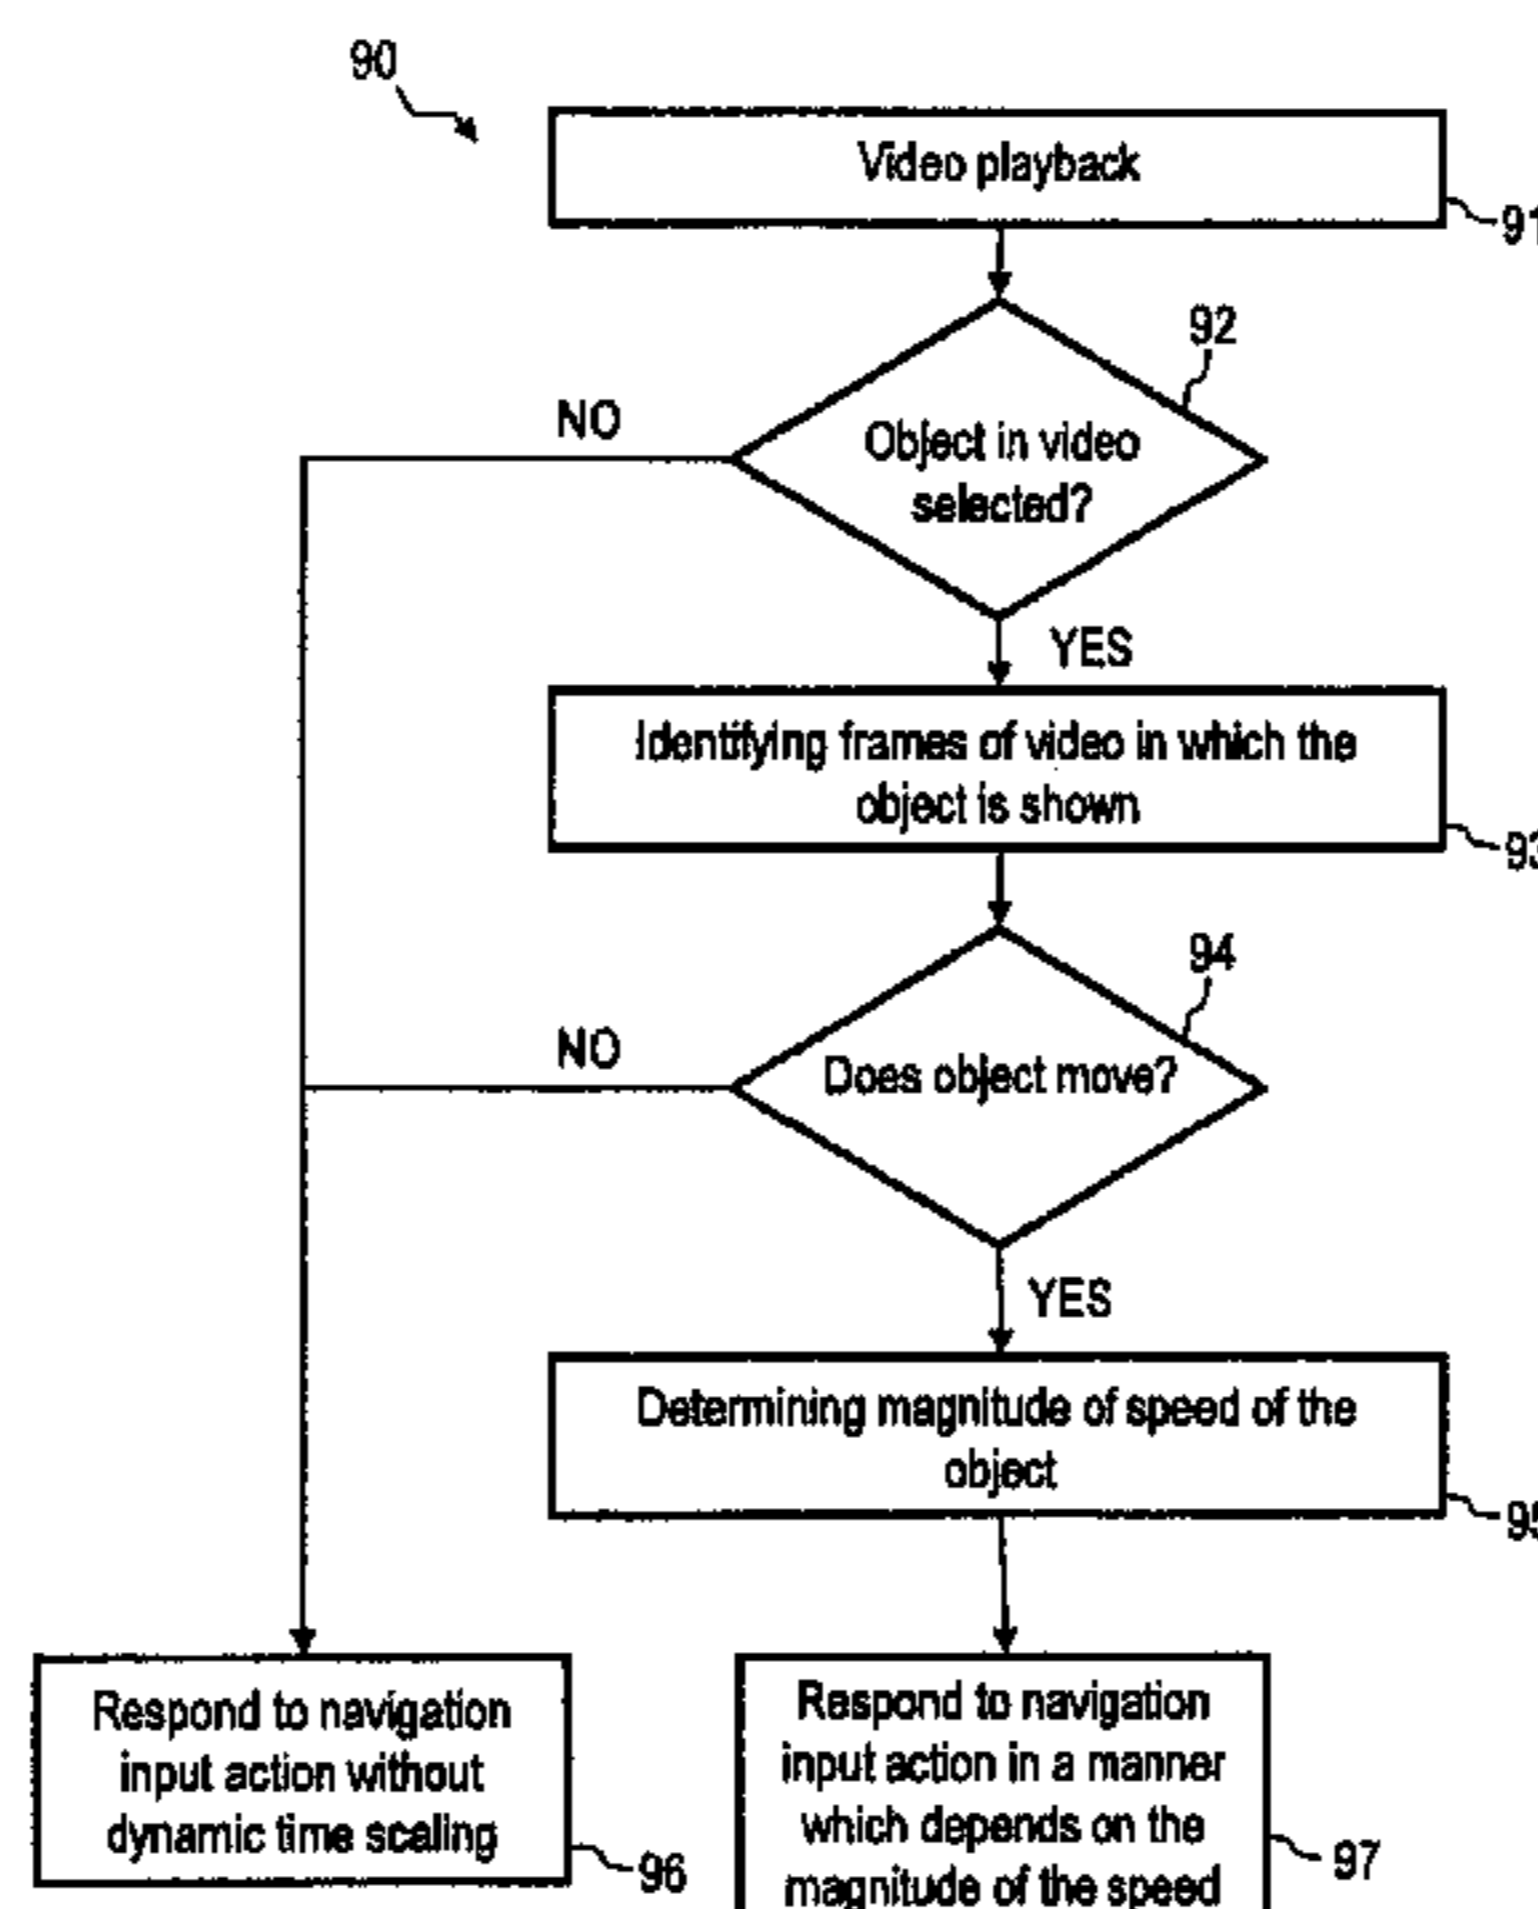 90
Video playback
91
92
NO
Object in video
selected?
YES
Identifying frames of video in which the
object is shown
93
94
NO
Does object move?
YES
Determining magnitude of speed of the
object
95
Respond to navigation
input action without
dynamic time scaling
96
Respond to navigation
input action in a manner
which depends on the
magnitude of the speed
97